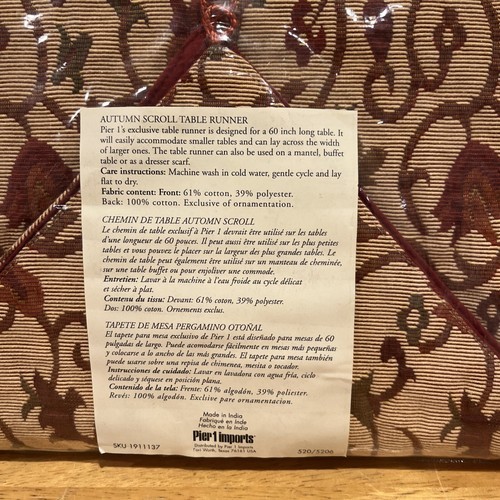 AUTUMN SCROLL TABLE RUNNER
Pier 1's exclusive table runner is designed for a 60 inch long table. It
will easily accommodate smaller tables and can lay across the width
of larger ones. The table runner can also be used on a mantel, buffet
table or as a dresser scarf.
Care instructions: Machine wash in cold water, gentle cycle and lay
flat to dry.
Fabric content: Front: 61% cotton, 39% polyester.
Back: 100% cotton. Exclusive of ornamentation.
CHEMIN DE TABLE AUTOMN SCROLL
Le chemin de table exclusif à Pier 1 devrait être utilisé sur les tables
d'une longueur de 60 pouces. Il peut aussi être utilisé sur les plus petites
tables et vous pouvez le placer sur la largeur des plus grandes tables. Le
chemin de table peut également être utilisé sur un manteau de cheminée,
sur une table buffet ou pour enjoliver une commode.
Entretien: Lavar à la machine à l'eau froide au cycle délicat
et sécher à plat.
Contenu du tissu: Devant: 61% coton, 39% polyester.
Dos: 100% coton. Ornements exclus.
TAPETE DE MESA PERGAMINO OTOÑAL
El tapete para mesa exclusivo de Pier 1 está diseñado para mesas de 60
pulgadas de largo. Puede acomodarse fácilmente en mesas más pequeñas
y colocarse a lo ancho de las más grandes. El tapete para mesa también
puede usarse sobre una repisa de chimenea, mesita o tocador.
Instrucciones de cuidado: Lavar en lavadora con agua fría, ciclo
delicado y séquese en posición plana.
Contenido de la tela: Frente: 61% algodón, 39% poliester.
Revés: 100% algodón. Exclusive pare ornamentacion.
Made in India
Fabriqué en Inde
Hecho en la India
Pier 1 imports
Distributed by Pier 1 Imports
Fort Worth, Texas 76161 USA
SKU-1911137
520/5206